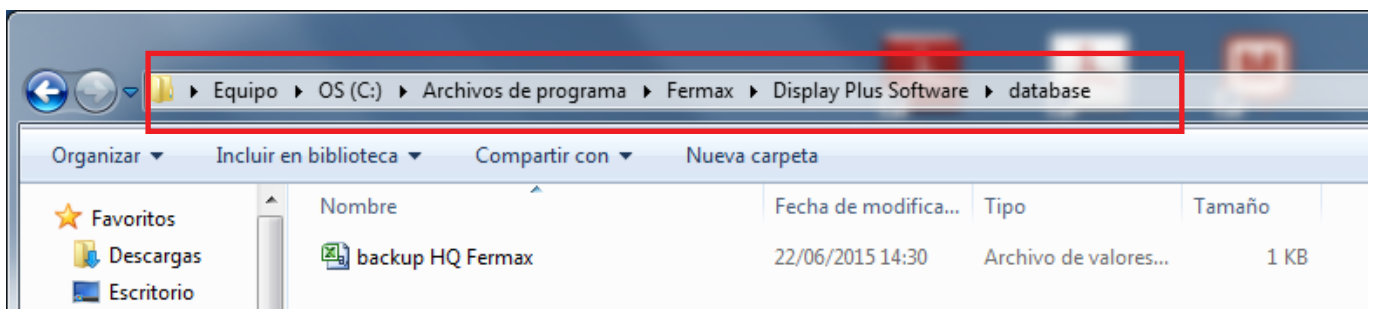 Equipo OS (C:) Archivos de programa Fermax Display Plus Software database
Organizar Incluir en biblioteca Compartir con Nueva carpeta
Favoritos Nombre Fecha de modifica... Tipo Tamaño
Descargas backup HQ Fermax 22/06/2015 14:30 Archivo de valores... 1 KB
Escritorio